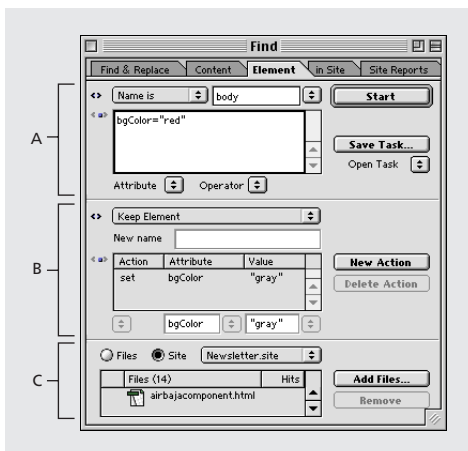 Find
Find & Replace Content Element in Site Site Reports
A
Name is body Start
bgColor="red"
Save Task...
Open Task
Attribute Operator
B
Keep Element
New name
Action Attribute Value New Action
set bgColor "gray" Delete Action
bgColor "gray"
C
Files Site Newsletter.site
Files (14) Hits Add Files...
airbajacomponent.html Remove